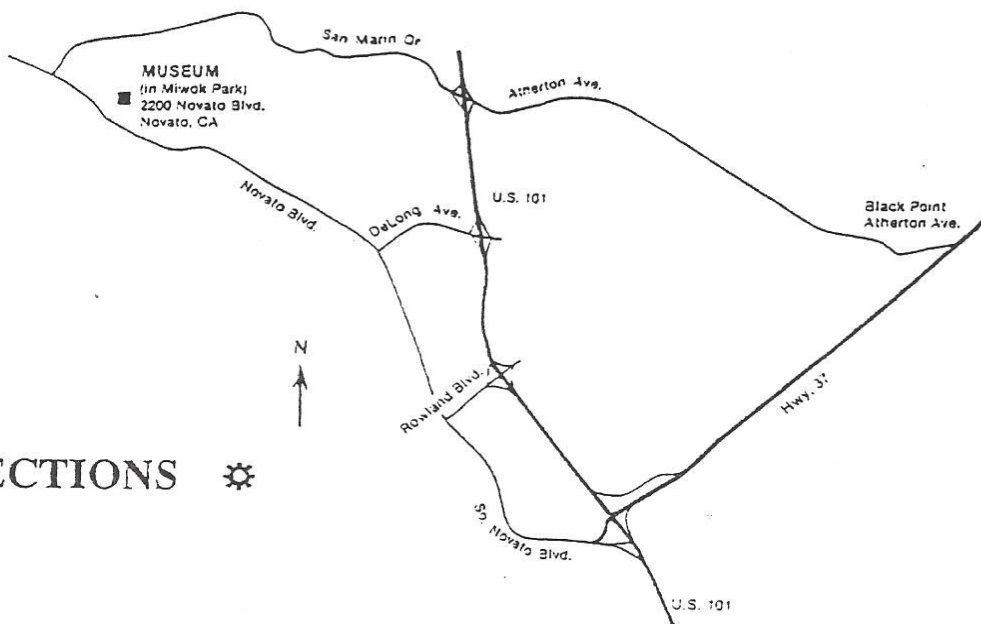 San Marin Dr
MUSEUM
(in Miwok Park)
2200 Novato Blvd.
Novato, CA
Atherton Ave.
Novato Blvd.
DeLong Ave.
U.S. 101
Black Point
Atherton Ave.
N
Rowland Blvd.
Hwy. 37
ECTIONS
So. Novato Blvd.
U.S. 101